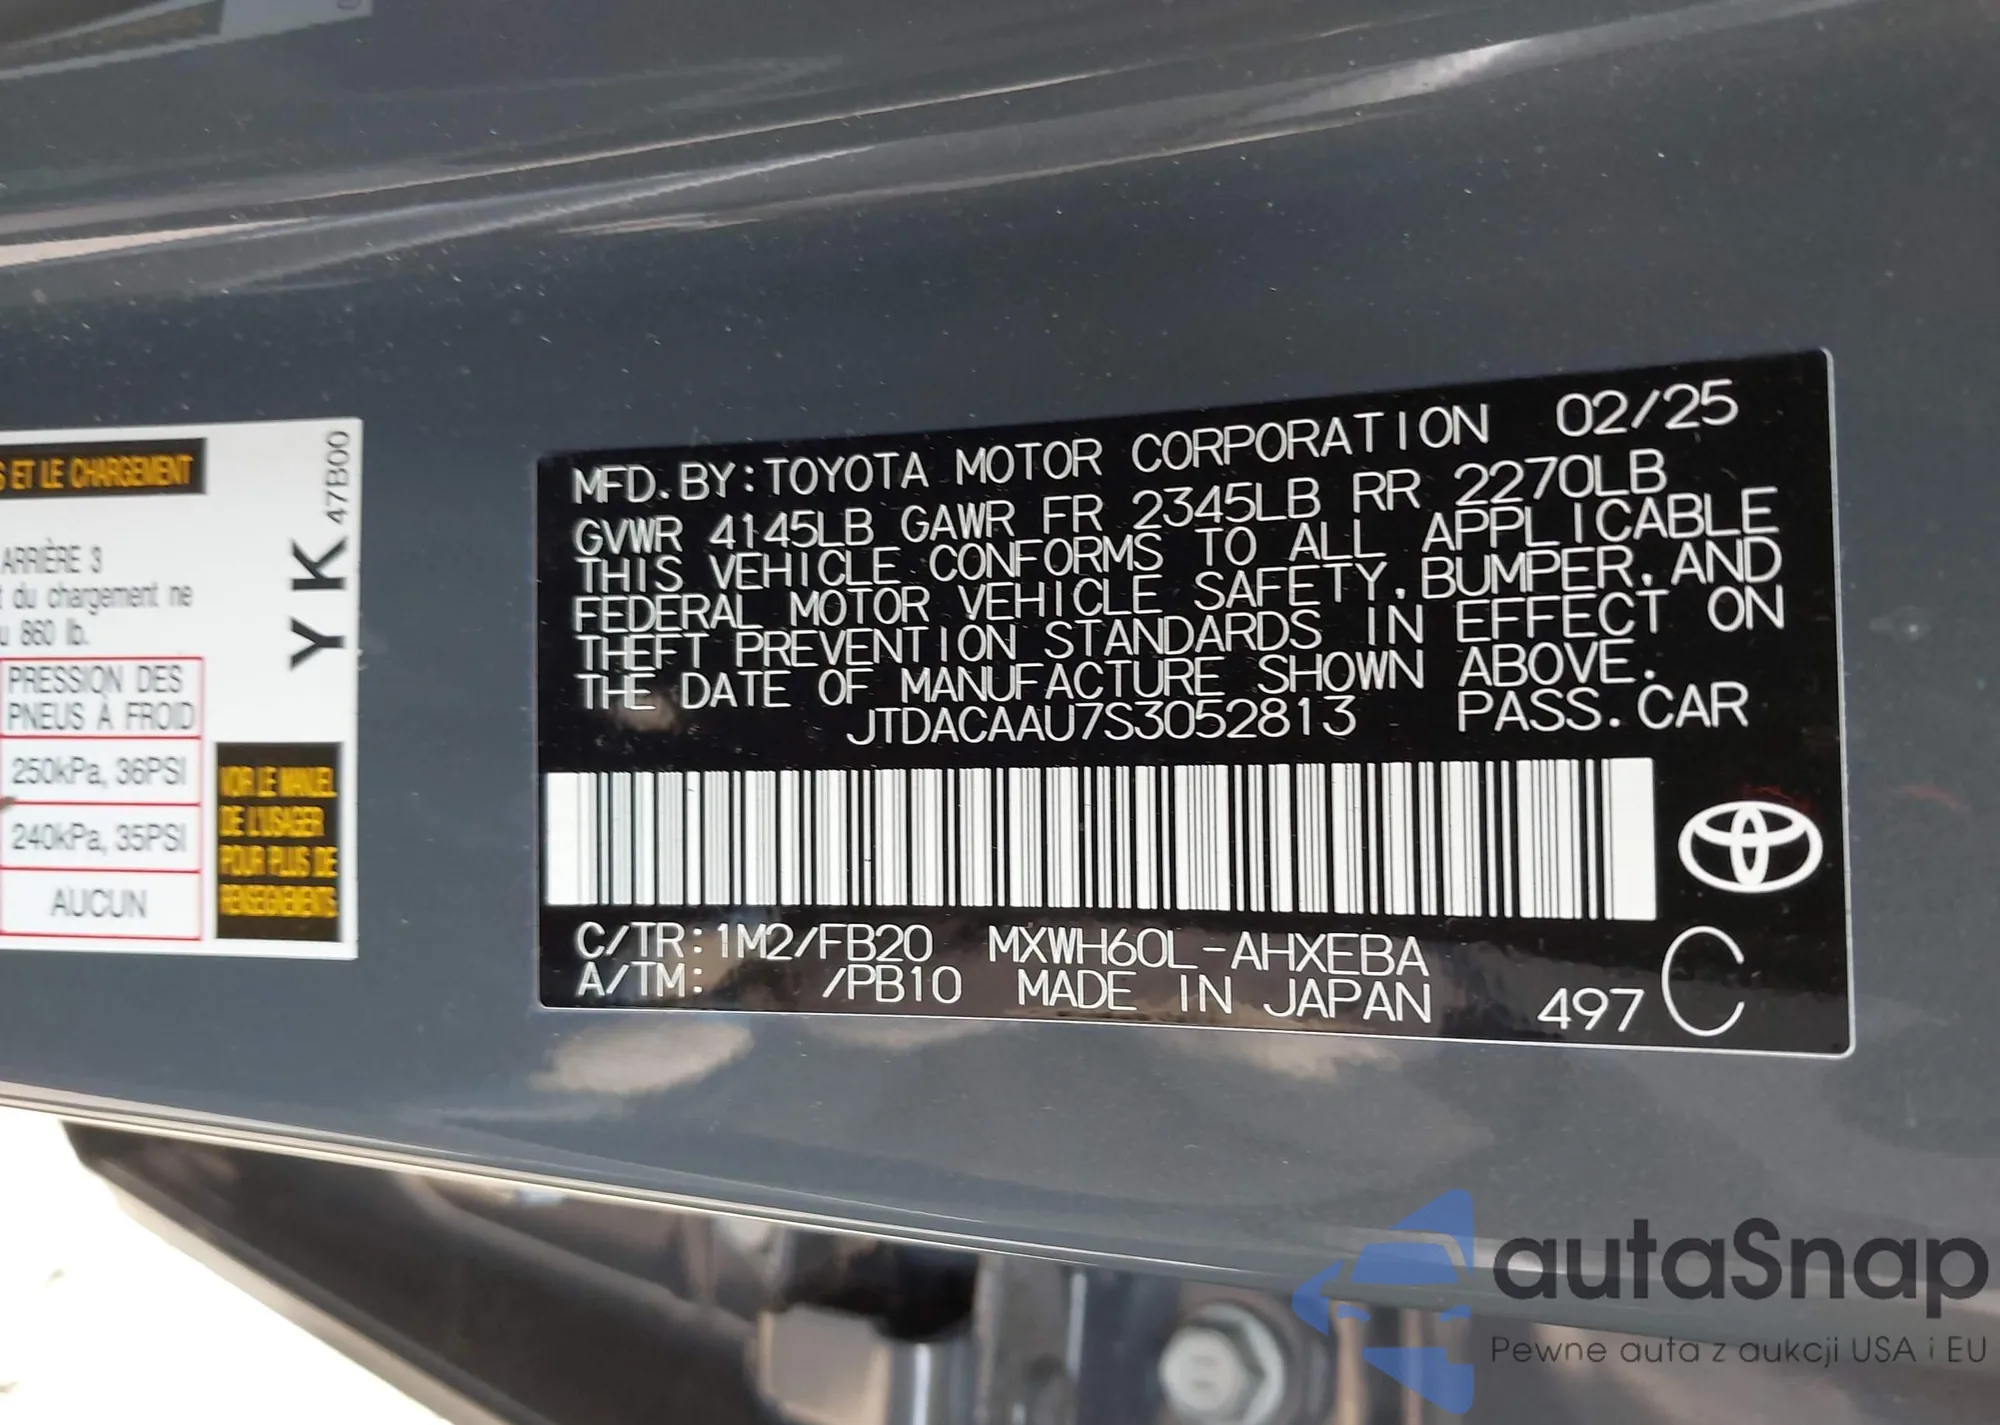 S ET LE CHARGEMENT
ARRIÈRE 3
t du chargement ne
u 860 lb.
PRESSION DES
PNEUS À FROID
250kPa, 36PSI
240kPa, 35PSI
AUCUN
YK 47B00
VOIR LE MANUEL
DE L'USAGER
POUR PLUS DE
RENSEIGNEMENTS
MFD.BY:TOYOTA MOTOR CORPORATION 02/25
GVWR 4145LB GAWR FR 2345LB RR 2270LB
THIS VEHICLE CONFORMS TO ALL APPLICABLE
FEDERAL MOTOR VEHICLE SAFETY,BUMPER,AND
THEFT PREVENTION STANDARDS IN EFFECT ON
THE DATE OF MANUFACTURE SHOWN ABOVE.
JTDACAAU7S3052813 PASS.CAR
C/TR:1M2/FB20 MXWH60L-AHXEBA
A/TM: /PB10 MADE IN JAPAN 497 C
autaSnap
Pewne auta z aukcji USA i EU